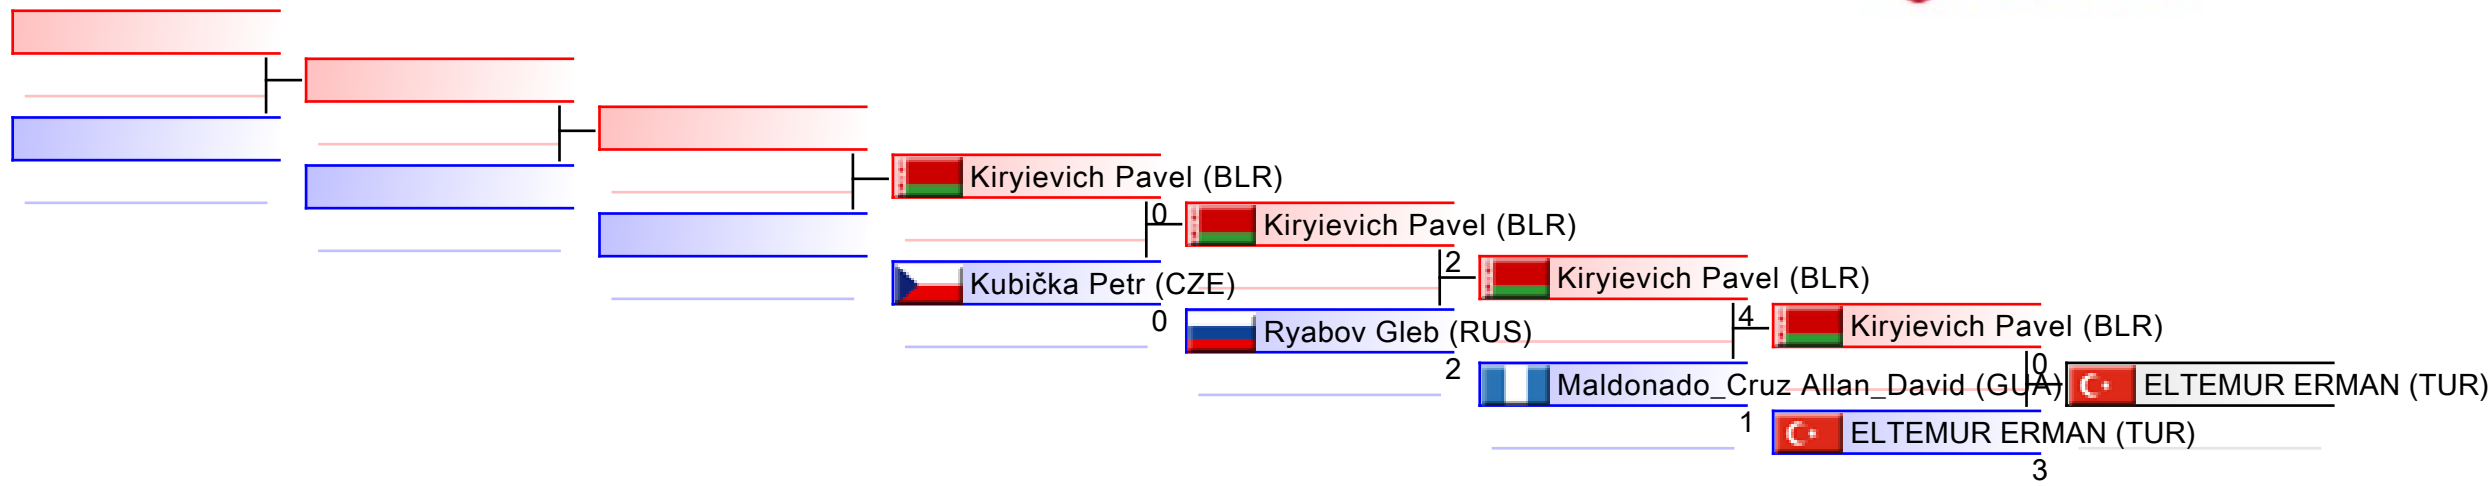 Kiryievich Pavel (BLR)
0
Kiryievich Pavel (BLR)
2
Kiryievich Pavel (BLR)
Kubička Petr (CZE)
0
4
Kiryievich Pavel (BLR)
Ryabov Gleb (RUS)
2
0
Maldonado_Cruz Allan_David (GUA)
ELTEMUR ERMAN (TUR)
1
ELTEMUR ERMAN (TUR)
3